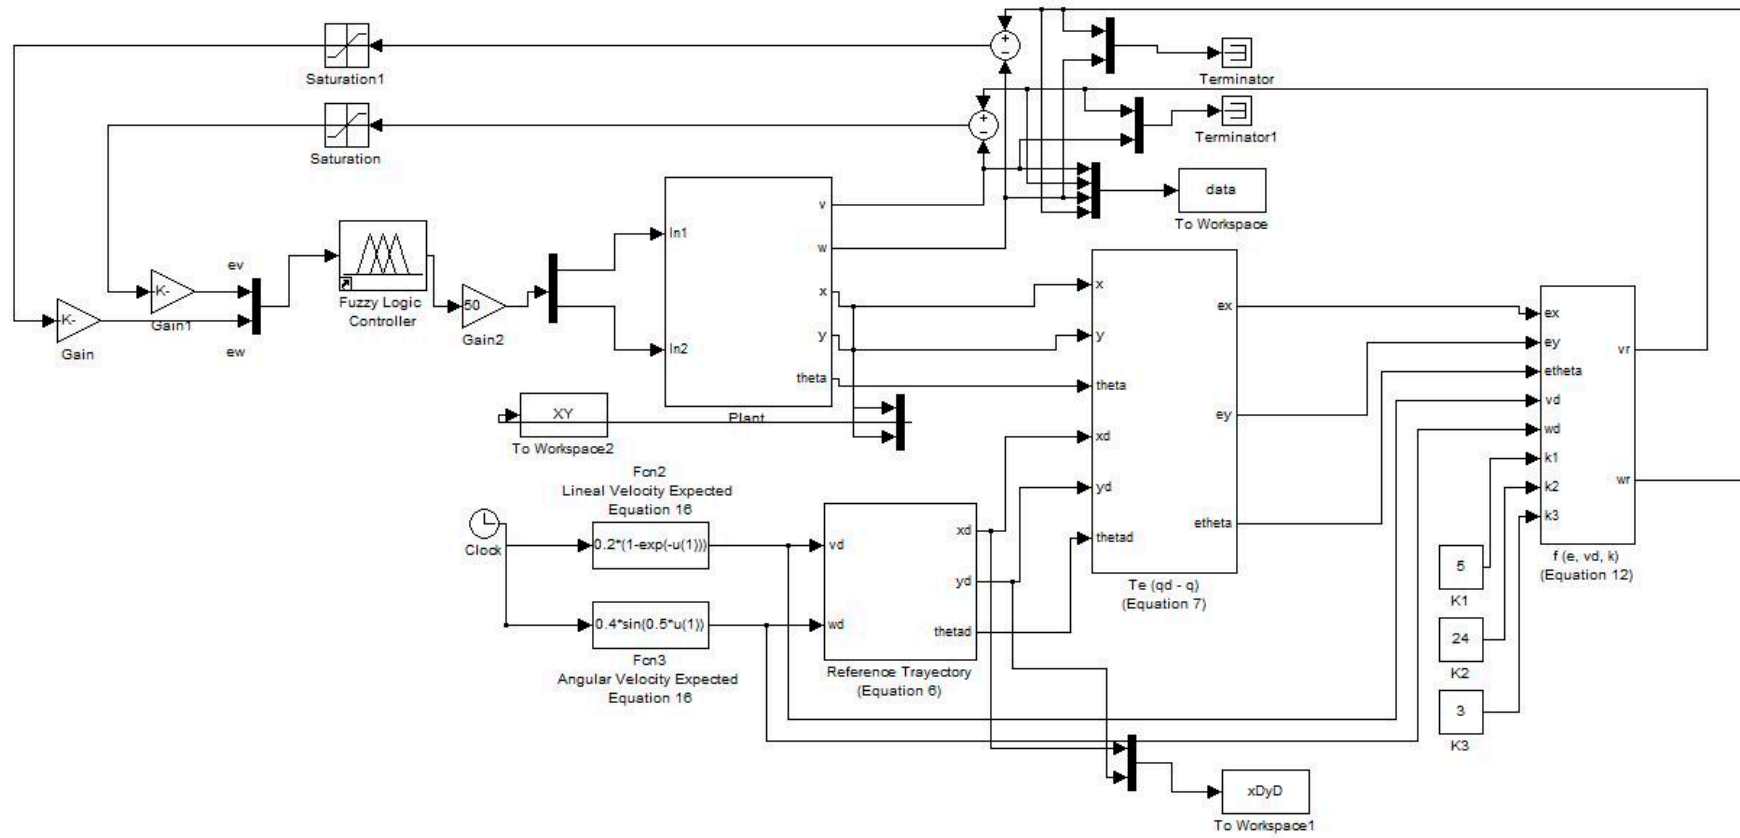 +
−
Saturation1
Terminator
+
−
Saturation
Terminator1
data
To Workspace
v
In1
w
ev
K-
Gain1
K-
Gain
ew
Fuzzy Logic
Controller
50
Gain2
In2
x
y
theta
Plant
x
y
theta
xd
yd
thetad
ex
ey
etheta
Te (qd - q)
(Equation 7)
ex
ey
etheta
vd
wd
k1
k2
k3
vr
wr
f (e, vd, k)
(Equation 12)
XY
To Workspace2
Fcn2
Lineal Velocity Expected
Equation 16
Clock
0.2*(1-exp(-u(1)))
0.4*sin(0.5*u(1))
Fcn3
Angular Velocity Expected
Equation 16
vd
wd
xd
yd
thetad
Reference Trayectory
(Equation 6)
5
K1
24
K2
3
K3
xDyD
To Workspace1